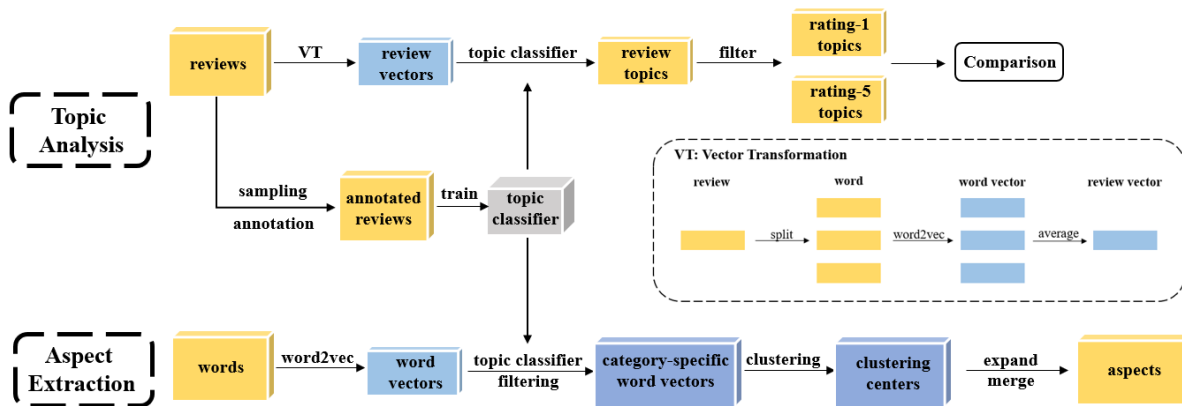 Topic
Analysis
reviews
VT
review
vectors
topic classifier
review
topics
filter
rating-1
topics
rating-5
topics
Comparison
sampling
annotation
annotated
reviews
train
topic
classifier
VT: Vector Transformation
review
word
word vector
review vector
split
word2vec
average
Aspect
Extraction
words
word2vec
word
vectors
topic classifier
filtering
category-specific
word vectors
clustering
clustering
centers
expand
merge
aspects